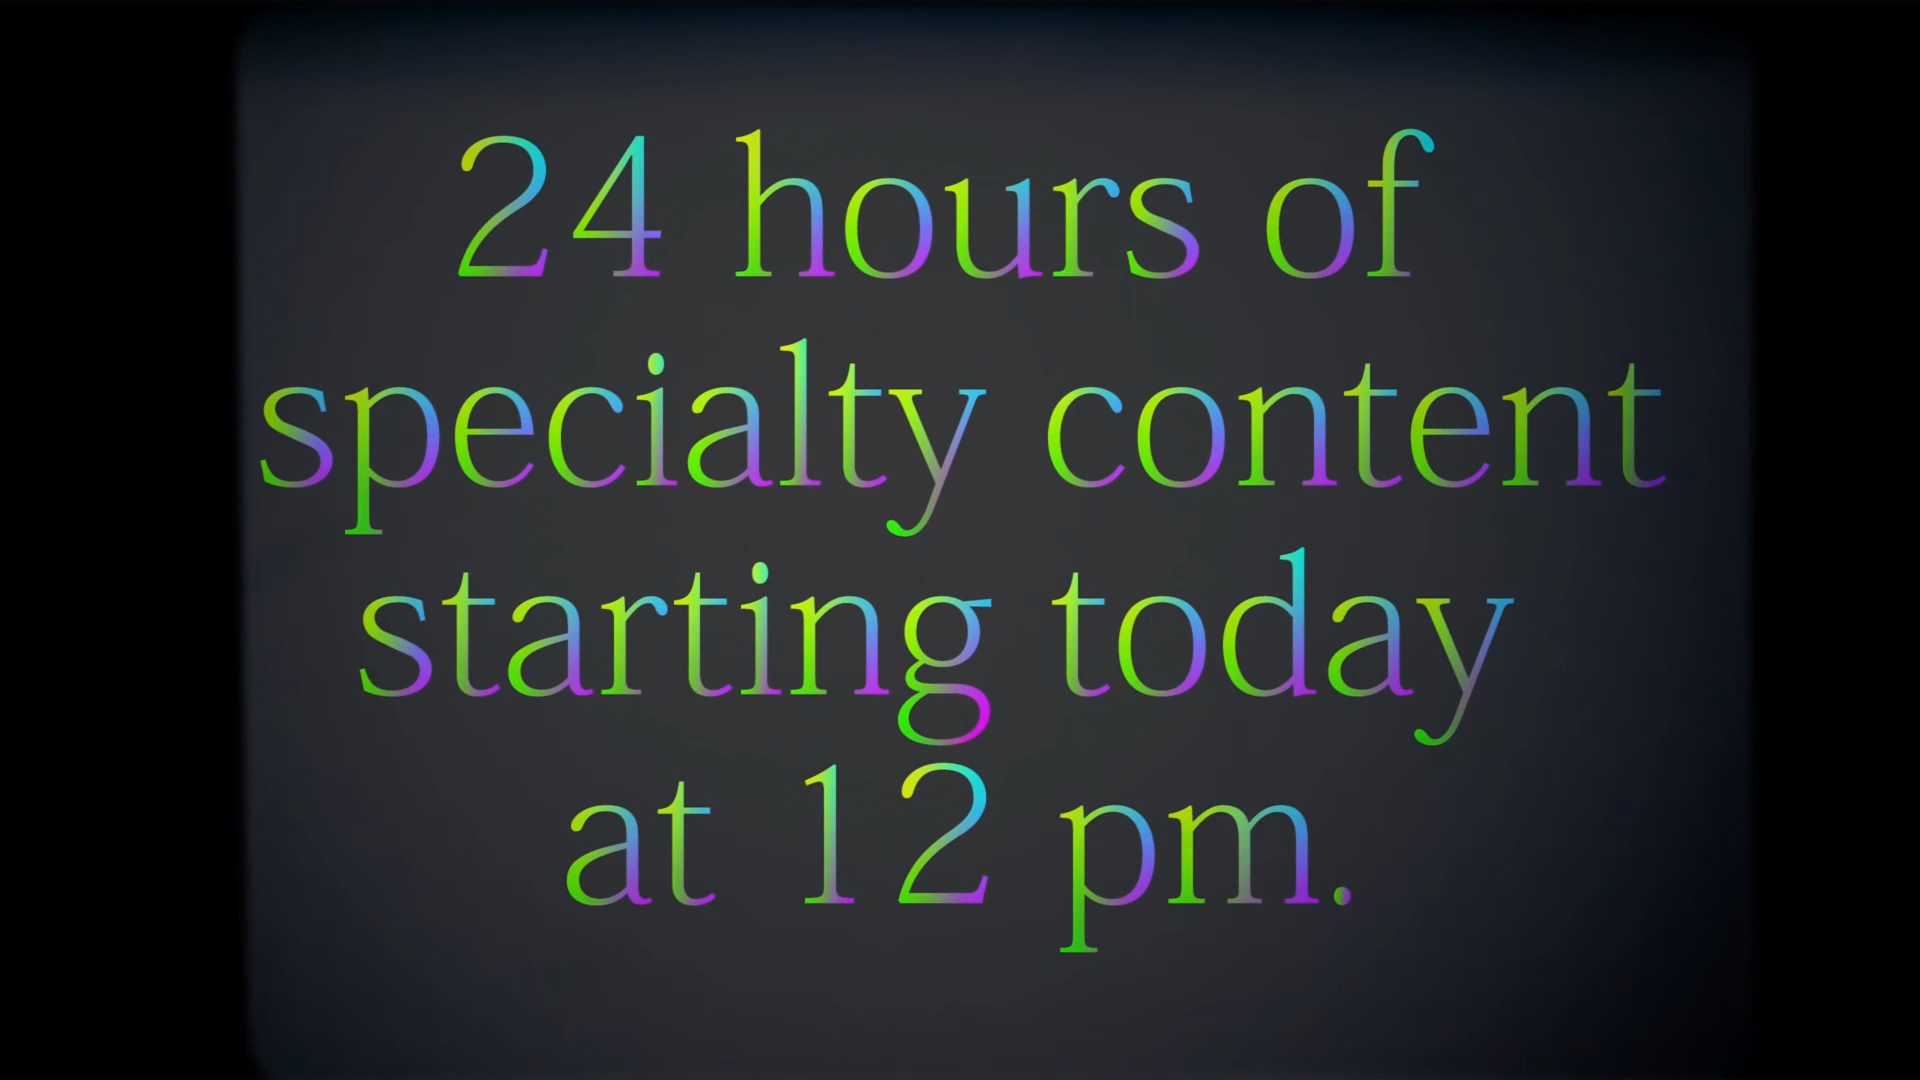 24 hours of
specialty content
starting today
at 12 pm.